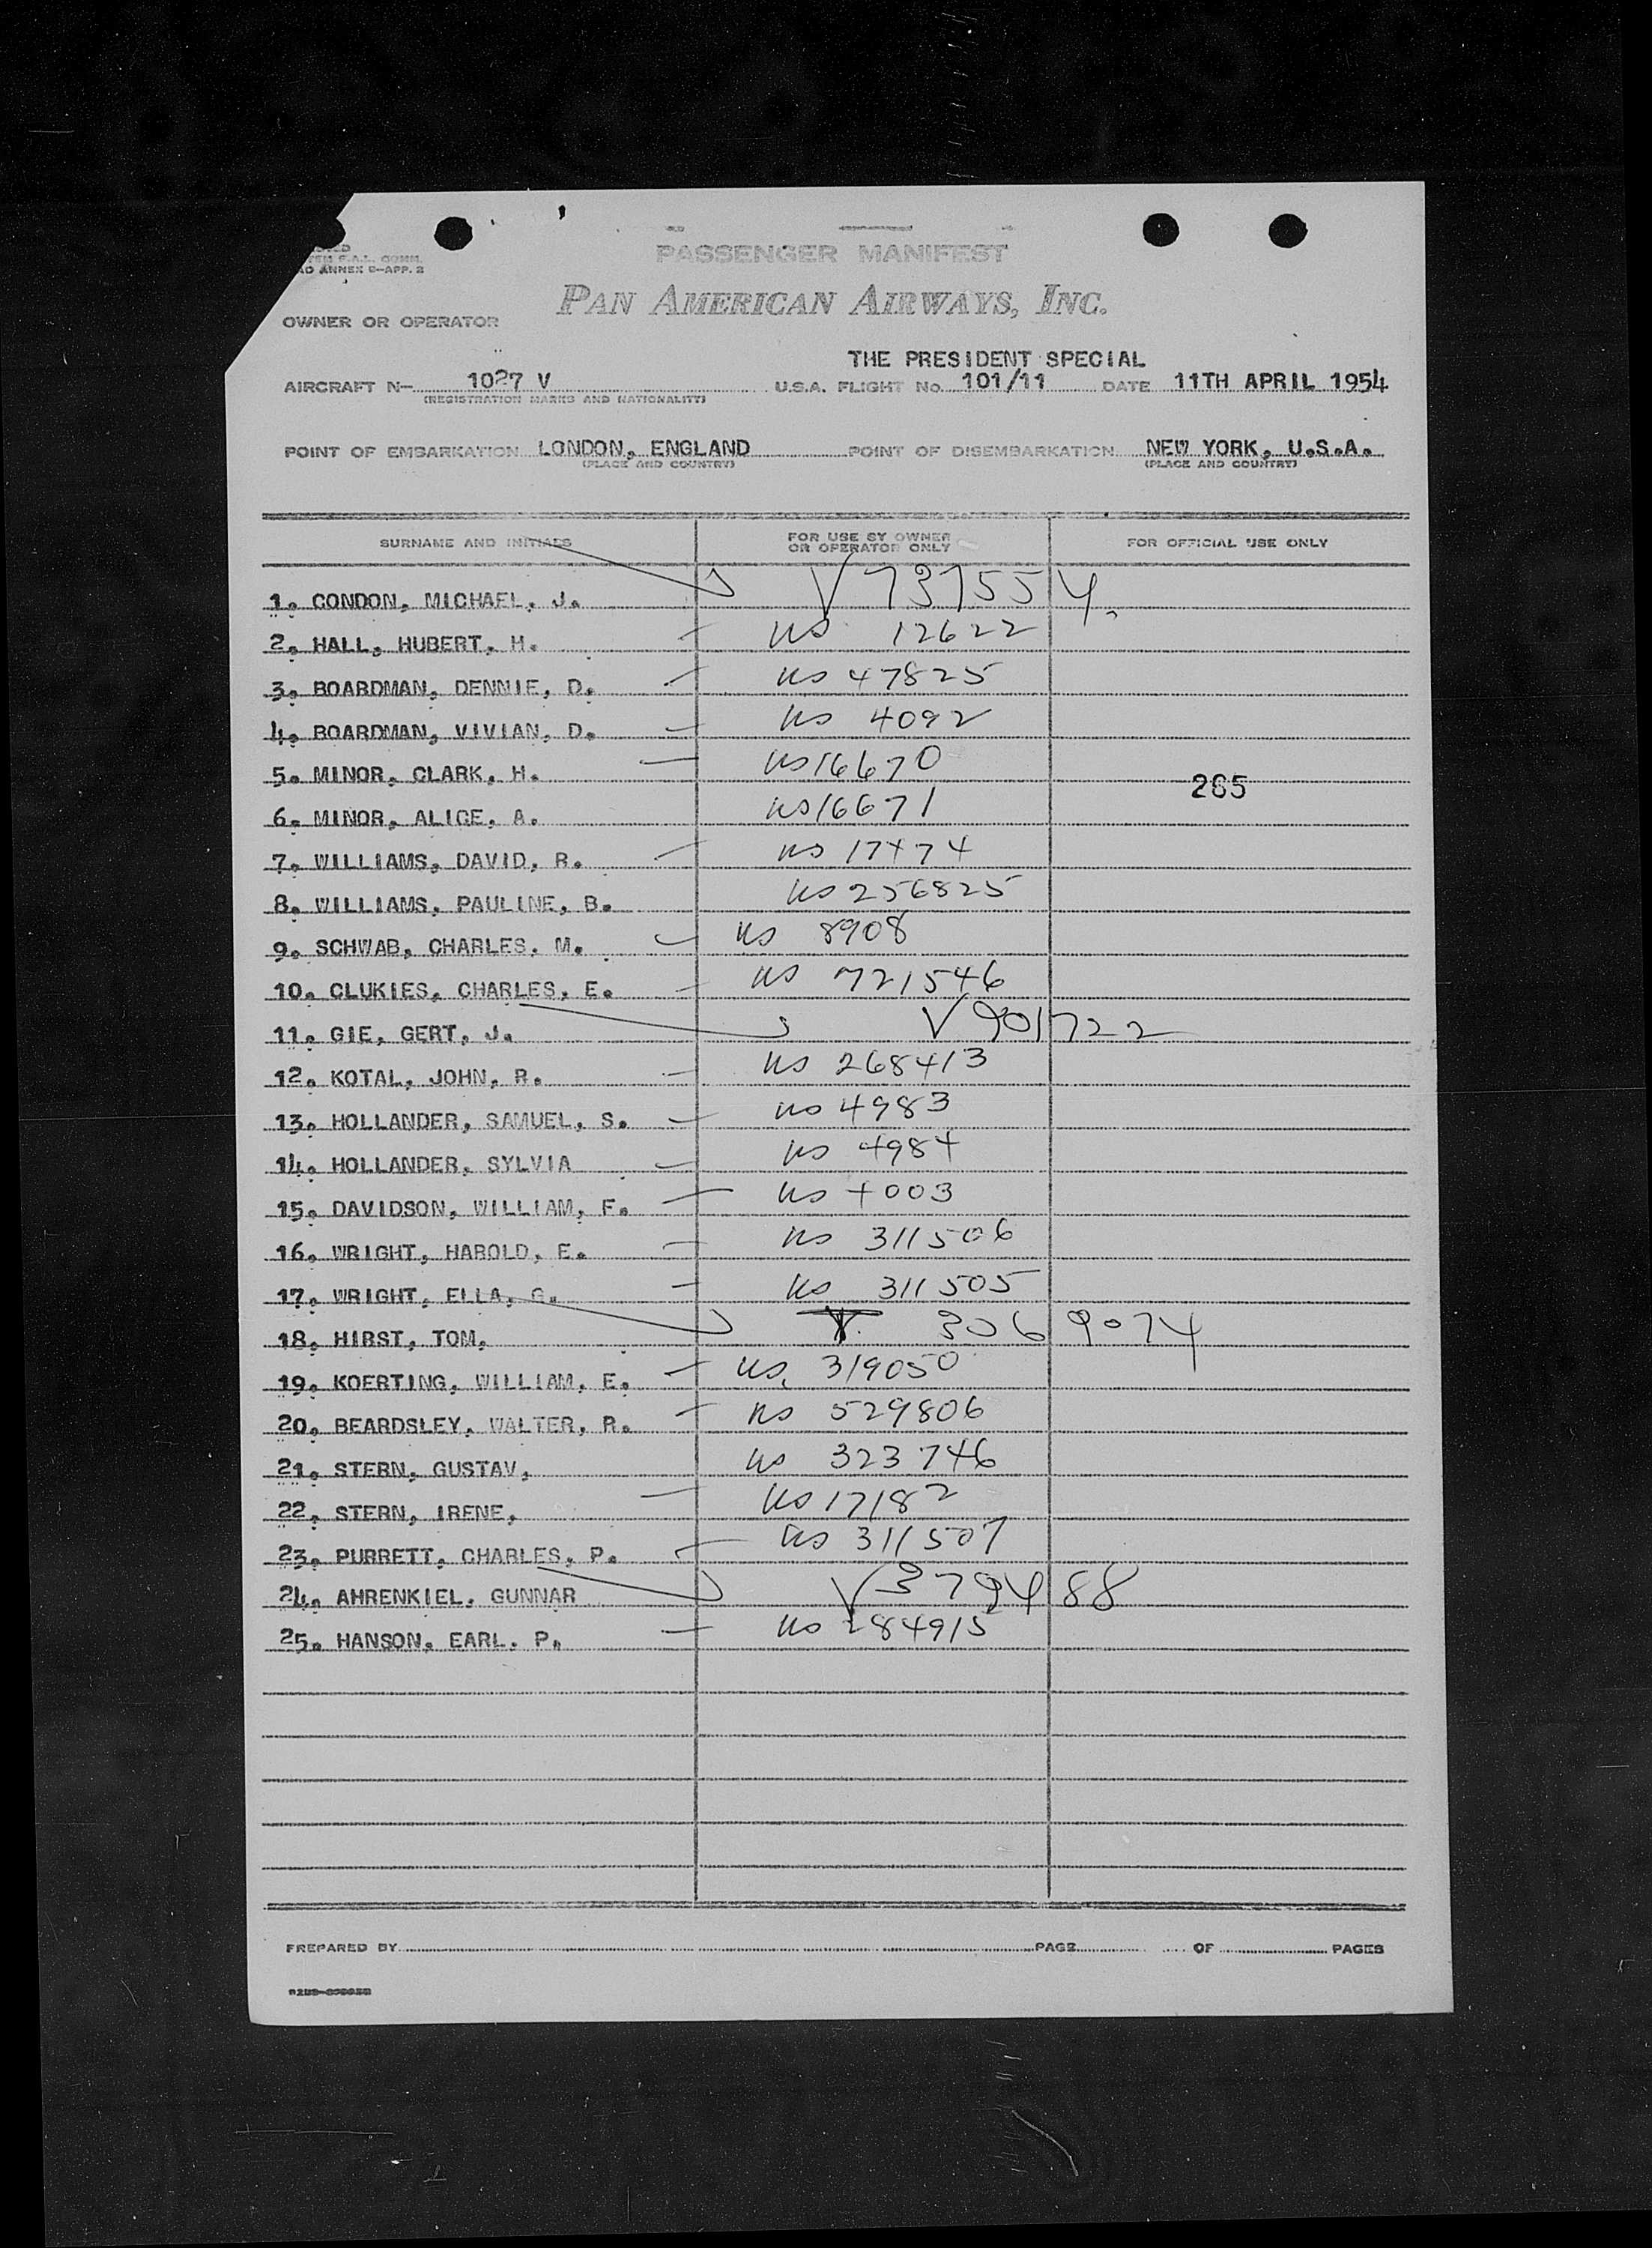 PASSENGER MANIFEST
ANNEX 9-APP. 2
PAN AMERICAN AIRWAYS, INC.
OWNER OR OPERATOR
THE PRESIDENT SPECIAL
AIRCRAFT N— 1027 V U.S.A. FLIGHT No. 101/11 DATE 11TH APRIL 1954
(REGISTRATION MARKS AND NATIONALITY)
POINT OF EMBARKATION LONDON, ENGLAND POINT OF DISEMBARKATION NEW YORK, U.S.A.
(PLACE AND COUNTRY) (PLACE AND COUNTRY)
SURNAME AND INITIALS FOR USE BY OWNER OR OPERATOR ONLY FOR OFFICIAL USE ONLY
1. CONDON, MICHAEL, J. V 737554.
2. HALL, HUBERT, H. US 12622
3. BOARDMAN, DENNIE, D. US 47825
4. BOARDMAN, VIVIAN, D. US 4092
5. MINOR, CLARK, H. US 16670
265
6. MINOR, ALICE, A. US 16671
7. WILLIAMS, DAVID, R. US 17474
8. WILLIAMS, PAULINE, B. US 256825
9. SCHWAB, CHARLES, M. US 8908
10. CLUKIES, CHARLES, E. US 721546
11. GIE, GERT, J. V 901722
12. KOTAL, JOHN, R. US 268413
13. HOLLANDER, SAMUEL, S. US 4983
14. HOLLANDER, SYLVIA US 4984
15. DAVIDSON, WILLIAM, F. US 4003
16. WRIGHT, HAROLD, E. US 311506
17. WRIGHT, ELLA, G. US 311505
18. HIRST, TOM, V. 3069074
19. KOERTING, WILLIAM, E. US, 319050
20. BEARDSLEY, WALTER, R. US 529806
21. STERN, GUSTAV, US 323746
22. STERN, IRENE, US 17182
23. PURRETT, CHARLES, P. US 311507
24. AHRENKIEL, GUNNAR V 379488
25. HANSON, EARL. P. US 284915
PREPARED BY PAGE OF PAGES